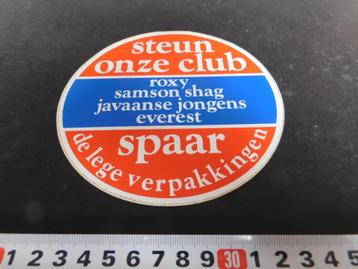 steun
onze club
roxy
samson shag
javaanse jongens
everest
spaar
de lege verpakkingen
1 2 3 4 5 6 7 8 9 30 1 2 3 4 5